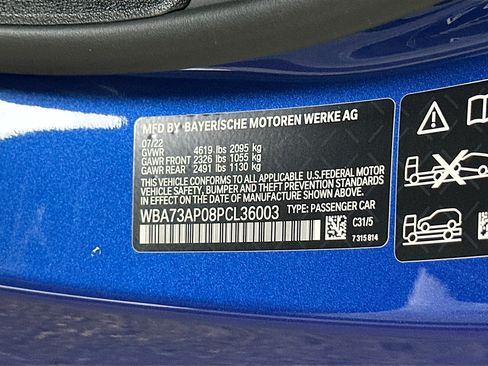 MFD BY BAYERISCHE MOTOREN WERKE AG
07/22
GVWR 4619 lbs 2095 kg
GAWR FRONT 2326 lbs 1055 kg
GAWR REAR 2491 lbs 1130 kg
THIS VEHICLE CONFORMS TO ALL APPLICABLE U.S.FEDERAL MOTOR
VEHICLE SAFETY, BUMPER, AND THEFT PREVENTION STANDARDS
IN EFFECT ON THE DATE OF MANUFACTURE SHOWN ABOVE.
WBA73AP08PCL36003 TYPE: PASSENGER CAR
C31/5
7315814